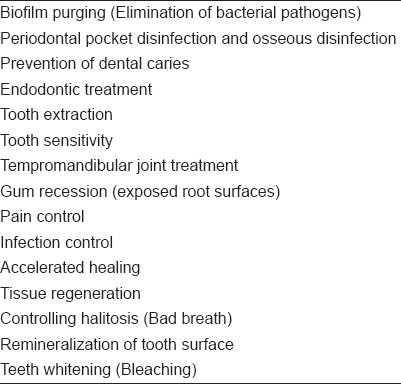 Biofilm purging (Elimination of bacterial pathogens)
Periodontal pocket disinfection and osseous disinfection
Prevention of dental caries
Endodontic treatment
Tooth extraction
Tooth sensitivity
Tempromandibular joint treatment
Gum recession (exposed root surfaces)
Pain control
Infection control
Accelerated healing
Tissue regeneration
Controlling halitosis (Bad breath)
Remineralization of tooth surface
Teeth whitening (Bleaching)